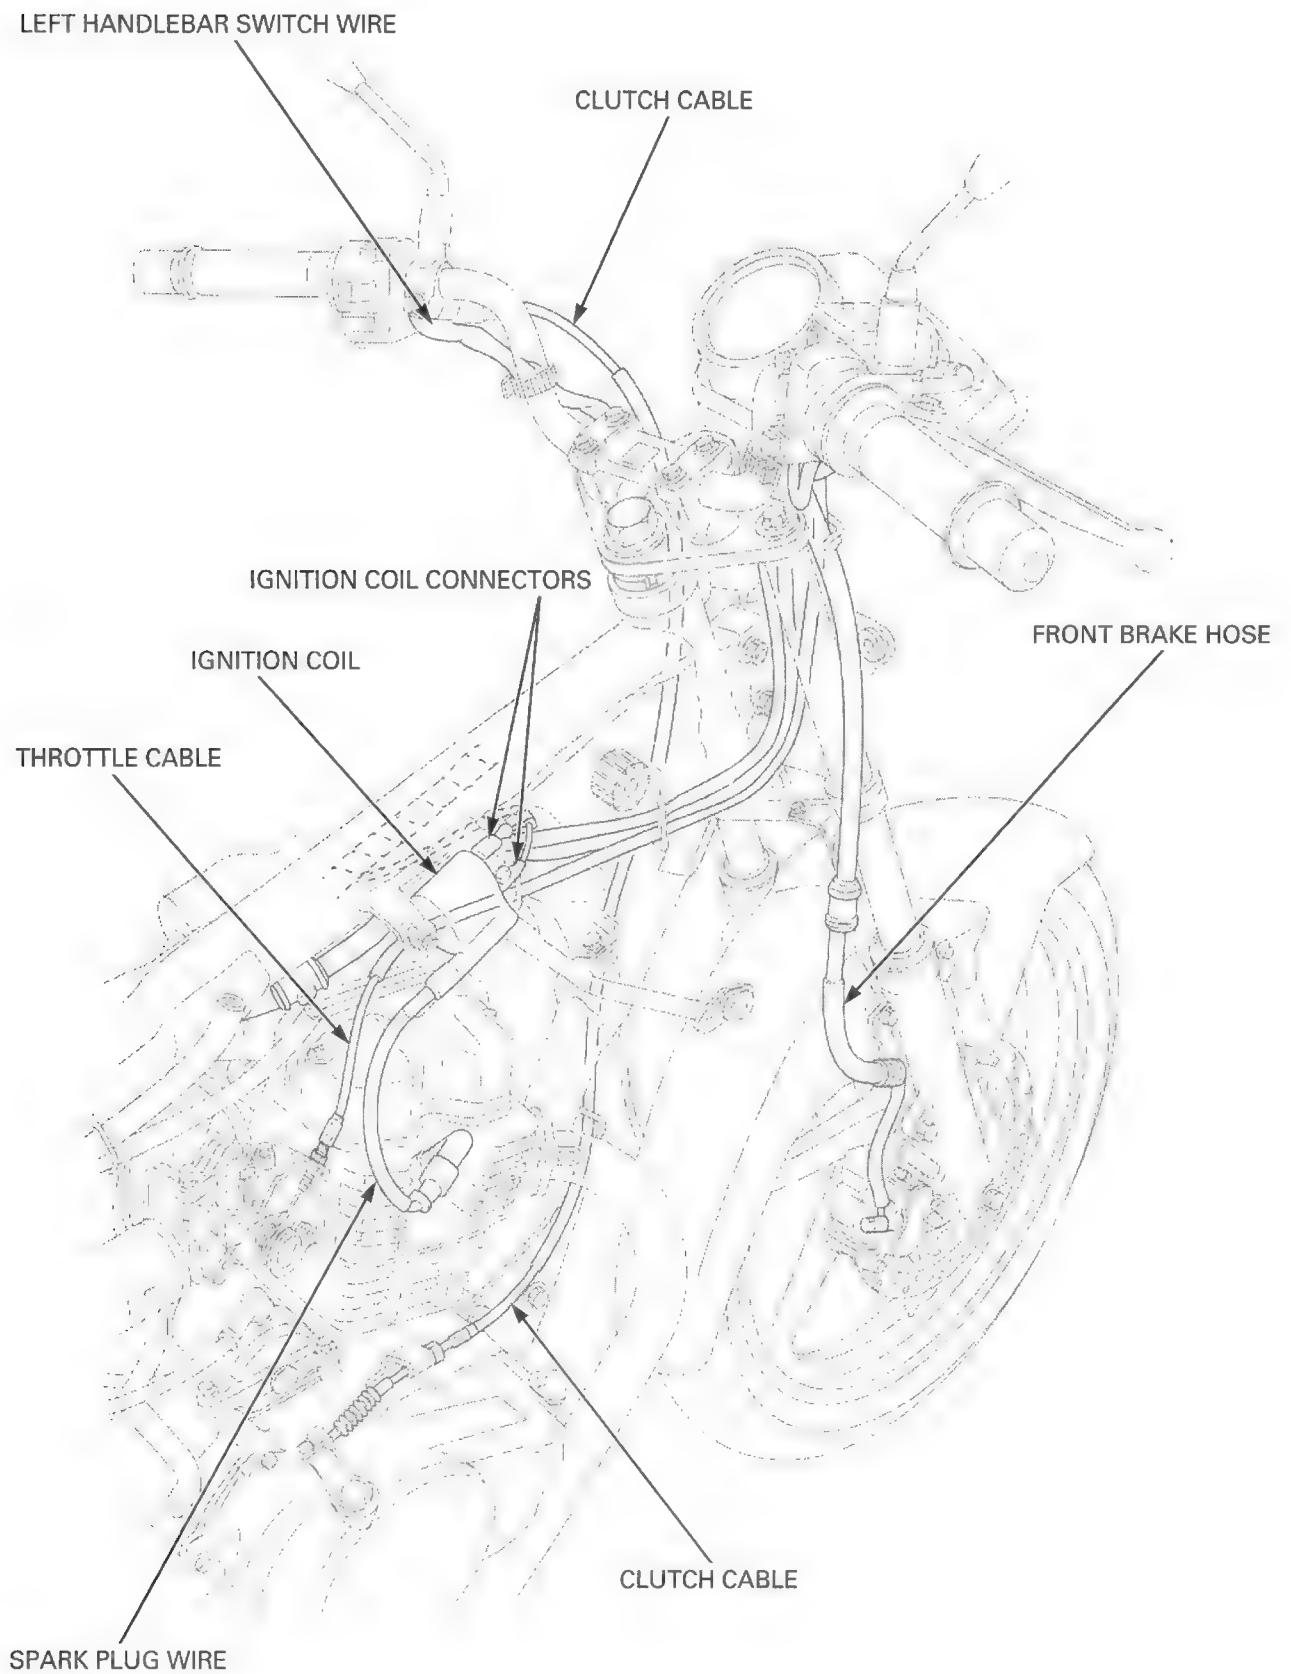 LEFT HANDLEBAR SWITCH WIRE
CLUTCH CABLE
IGNITION COIL CONNECTORS
FRONT BRAKE HOSE
IGNITION COIL
THROTTLE CABLE
CLUTCH CABLE
SPARK PLUG WIRE